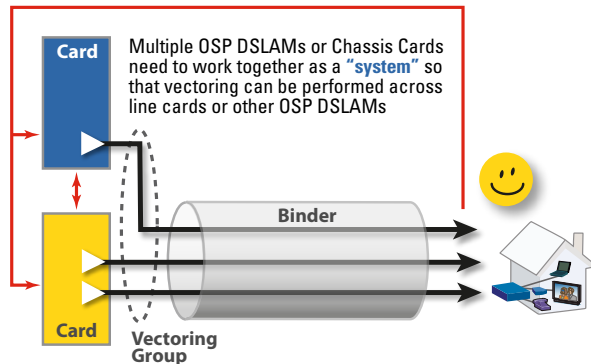 Card
Multiple OSP DSLAMs or Chassis Cards
need to work together as a “system” so
that vectoring can be performed across
line cards or other OSP DSLAMs
Binder
Card
Vectoring
Group